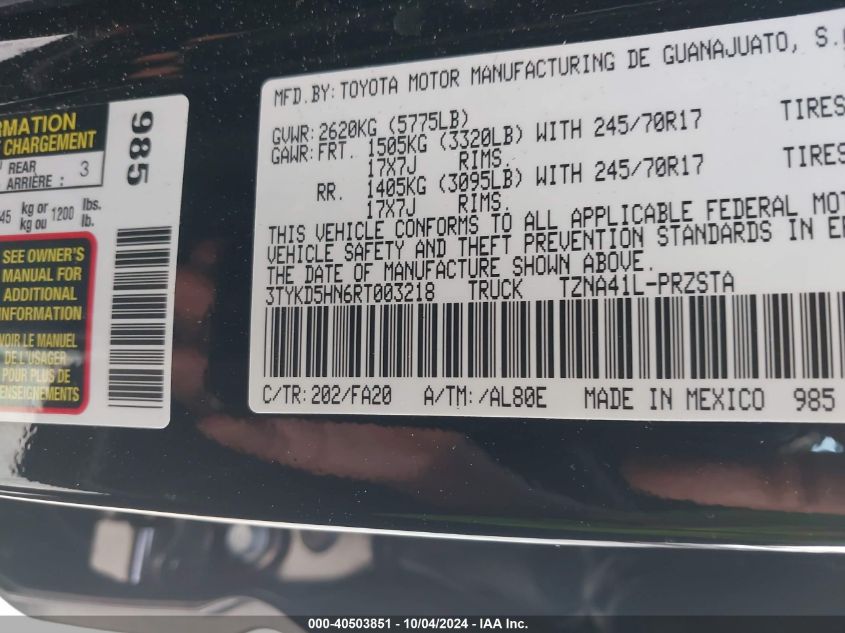 RMATION
CHARGEMENT
REAR
ARRIÈRE : 3
45 kg or 1200 lbs.
kg ou lb.
SEE OWNER'S
MANUAL FOR
ADDITIONAL
INFORMATION
VOIR LE MANUEL
DE L'USAGER
POUR PLUS DE
RENSEIGNEMENTS
985
MFD.BY:TOYOTA MOTOR MANUFACTURING DE GUANAJUATO, S.
GVWR:2620KG (5775LB)
GAWR:FRT. 1505KG (3320LB) WITH 245/70R17 TIRES
17X7J RIMS.
RR. 1405KG (3095LB) WITH 245/70R17 TIRES
17X7J RIMS.
THIS VEHICLE CONFORMS TO ALL APPLICABLE FEDERAL MOT
VEHICLE SAFETY AND THEFT PREVENTION STANDARDS IN EF
THE DATE OF MANUFACTURE SHOWN ABOVE.
3TYKD5HN6RT003218 TRUCK TZNA41L-PRZSTA
C/TR:202/FA20 A/TM:/AL80E MADE IN MEXICO 985
000-40503851 - 10/04/2024 - IAA Inc.